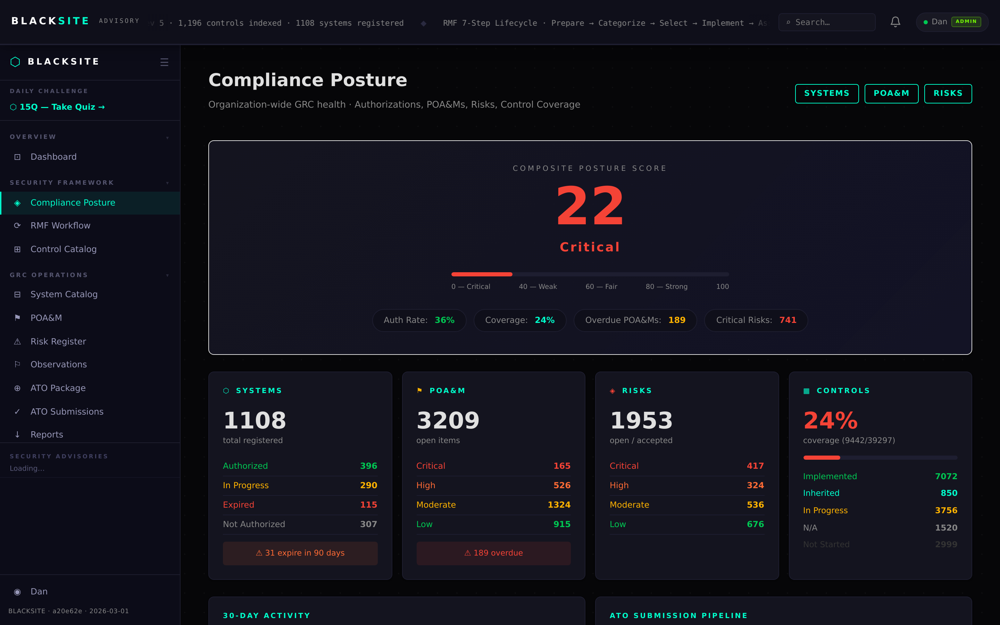 BLACKSITE ADVISORY
v 5 · 1,196 controls indexed · 1108 systems registered ◆ RMF 7-Step Lifecycle · Prepare → Categorize → Select → Implement → As
Search…
Dan ADMIN
BLACKSITE
DAILY CHALLENGE
15Q — Take Quiz →
OVERVIEW
Dashboard
SECURITY FRAMEWORK
Compliance Posture
RMF Workflow
Control Catalog
GRC OPERATIONS
System Catalog
POA&M
Risk Register
Observations
ATO Package
ATO Submissions
Reports
SECURITY ADVISORIES
Loading…
Dan
BLACKSITE · a20e62e · 2026-03-01
Compliance Posture
Organization-wide GRC health · Authorizations, POA&Ms, Risks, Control Coverage
SYSTEMS
POA&M
RISKS
COMPOSITE POSTURE SCORE
22
Critical
0 — Critical 40 — Weak 60 — Fair 80 — Strong 100
Auth Rate: 36%
Coverage: 24%
Overdue POA&Ms: 189
Critical Risks: 741
SYSTEMS
1108
total registered
Authorized 396
In Progress 290
Expired 115
Not Authorized 307
⚠ 31 expire in 90 days
POA&M
3209
open items
Critical 165
High 526
Moderate 1324
Low 915
⚠ 189 overdue
RISKS
1953
open / accepted
Critical 417
High 324
Moderate 536
Low 676
CONTROLS
24%
coverage (9442/39297)
Implemented 7072
Inherited 850
In Progress 3756
N/A 1520
Not Started 2999
30-DAY ACTIVITY
ATO SUBMISSION PIPELINE